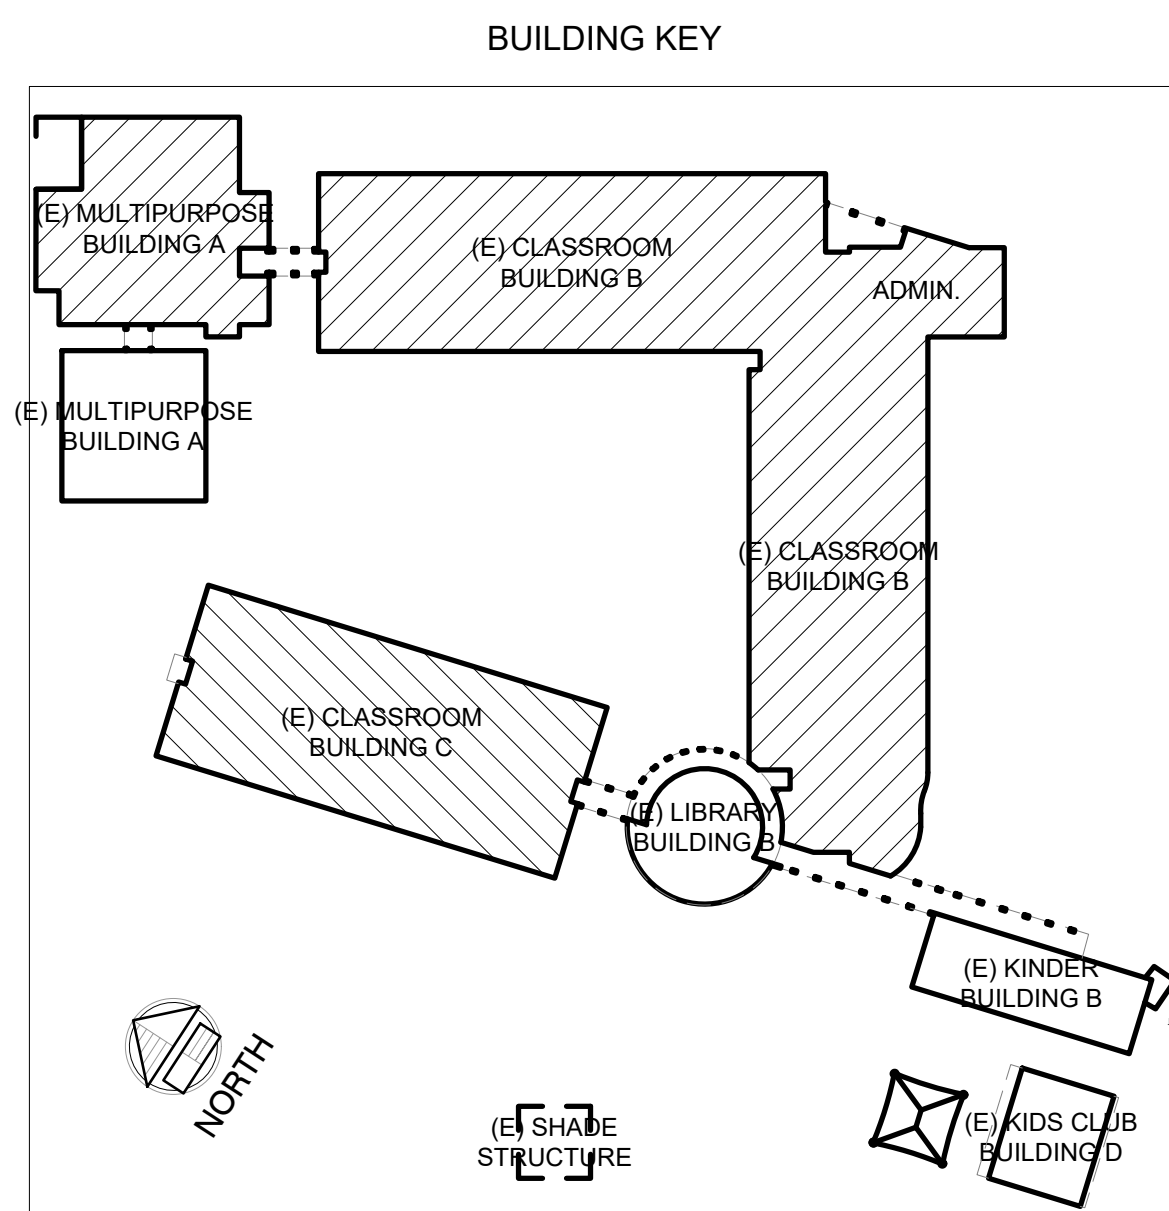 BUILDING KEY
(E) MULTIPURPOSE
BUILDING A
(E) CLASSROOM
BUILDING B
ADMIN.
(E) MULTIPURPOSE
BUILDING A
(E) CLASSROOM
BUILDING B
(E) CLASSROOM
BUILDING C
(E) LIBRARY
BUILDING B
(E) KINDER
BUILDING B
NORTH
(E) SHADE
STRUCTURE
(E) KIDS CLUB
BUILDING D